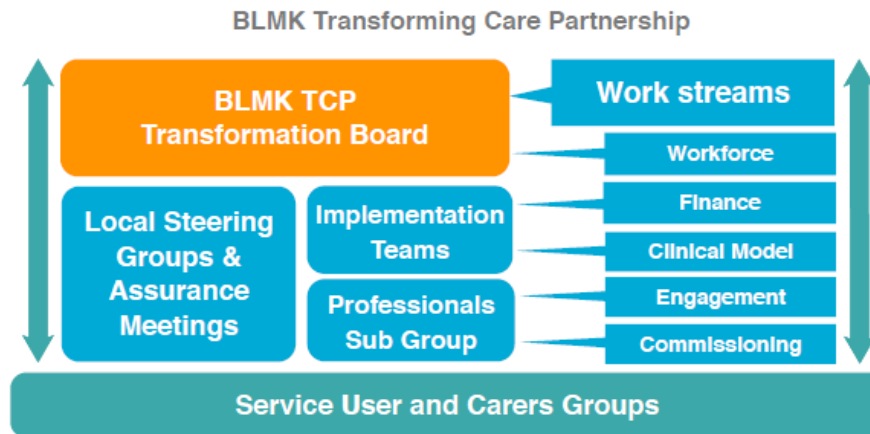 BLMK Transforming Care Partnership
BLMK TCP
Transformation Board
Work streams
Workforce
Local Steering
Groups &
Assurance
Meetings
Implementation
Teams
Professionals
Sub Group
Finance
Clinical Model
Engagement
Commissioning
Service User and Carers Groups